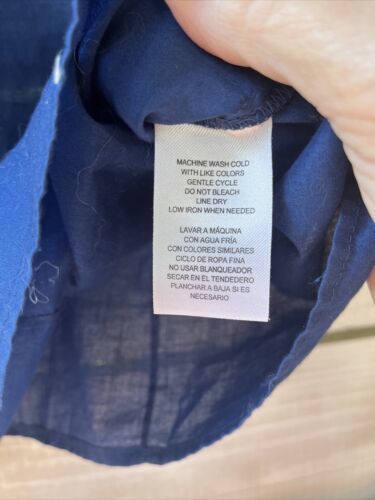 MACHINE WASH COLD
WITH LIKE COLORS
GENTLE CYCLE
DO NOT BLEACH
LINE DRY
LOW IRON WHEN NEEDED
LAVAR A MÁQUINA
CON AGUA FRÍA
CON COLORES SIMILARES
CICLO DE ROPA FINA
NO USAR BLANQUEADOR
SECAR EN EL TENDEDERO
PLANCHAR A BAJA SI ES
NECESARIO